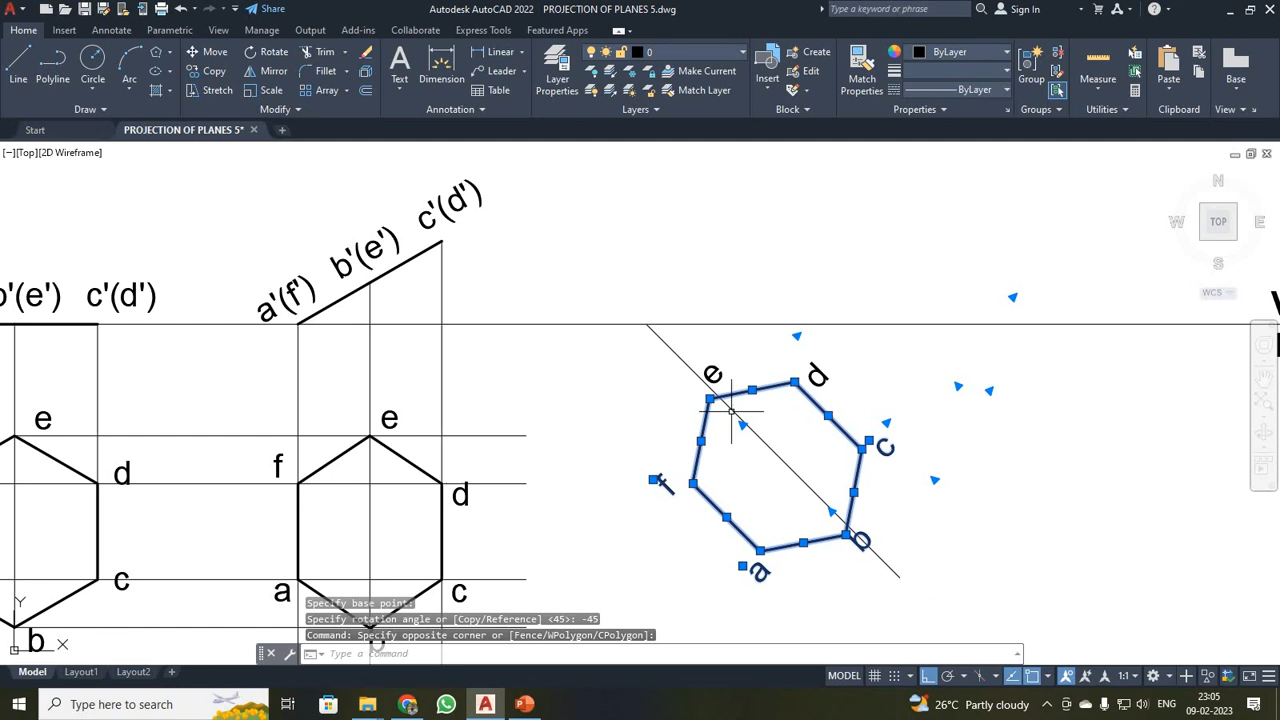 Share
Autodesk AutoCAD 2022 PROJECTION OF PLANES 5.dwg
Type a keyword or phrase
Sign In
Home Insert Annotate Parametric View Manage Output Add-ins Collaborate Express Tools Featured Apps
Line Polyline Circle Arc
Move Rotate Trim
Copy Mirror Fillet
Stretch Scale Array
Text Dimension
Linear
Leader
Table
Layer Properties
0
Make Current
Match Layer
Insert
Create
Edit
Match Properties
ByLayer
ByLayer
Group
Measure
Paste
Base
Draw Modify Annotation Layers Block Properties Groups Utilities Clipboard View
Start PROJECTION OF PLANES 5*
[−][Top][2D Wireframe]
N
W TOP E
S
WCS
c'(d')
b'(e')
a'(f')
b'(e') c'(d')
e d
e e
f d
d
c
f
c a c
b
a
b
Y
X
Specify base point:
Specify rotation angle or [Copy/Reference] <45>: -45
Command: Specify opposite corner or [Fence/WPolygon/CPolygon]:
Type a command
Model Layout1 Layout2
MODEL
1:1
Type here to search
26°C Partly cloudy
ENG
23:05
09-02-2023